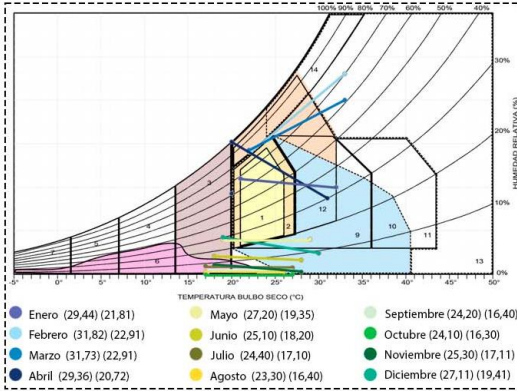 100% 90% 80% 70% 60% 50% 40%
30%
20%
10%
0%
HUMEDAD RELATIVA (%)
14
3
4
5
7
6
1
2
12
9
10
11
13
-5° 0° 5° 10° 15° 20° 25° 30° 35° 40° 45° 50°
TEMPERATURA BULBO SECO (°C)
Enero (29,44) (21,81)
Febrero (31,82) (22,91)
Marzo (31,73) (22,91)
Abril (29,36) (20,72)
Mayo (27,20) (19,35)
Junio (25,10) (18,20)
Julio (24,40) (17,10)
Agosto (23,30) (16,40)
Septiembre (24,20) (16,40)
Octubre (24,10) (16,30)
Noviembre (25,30) (17,11)
Diciembre (27,11) (19,41)